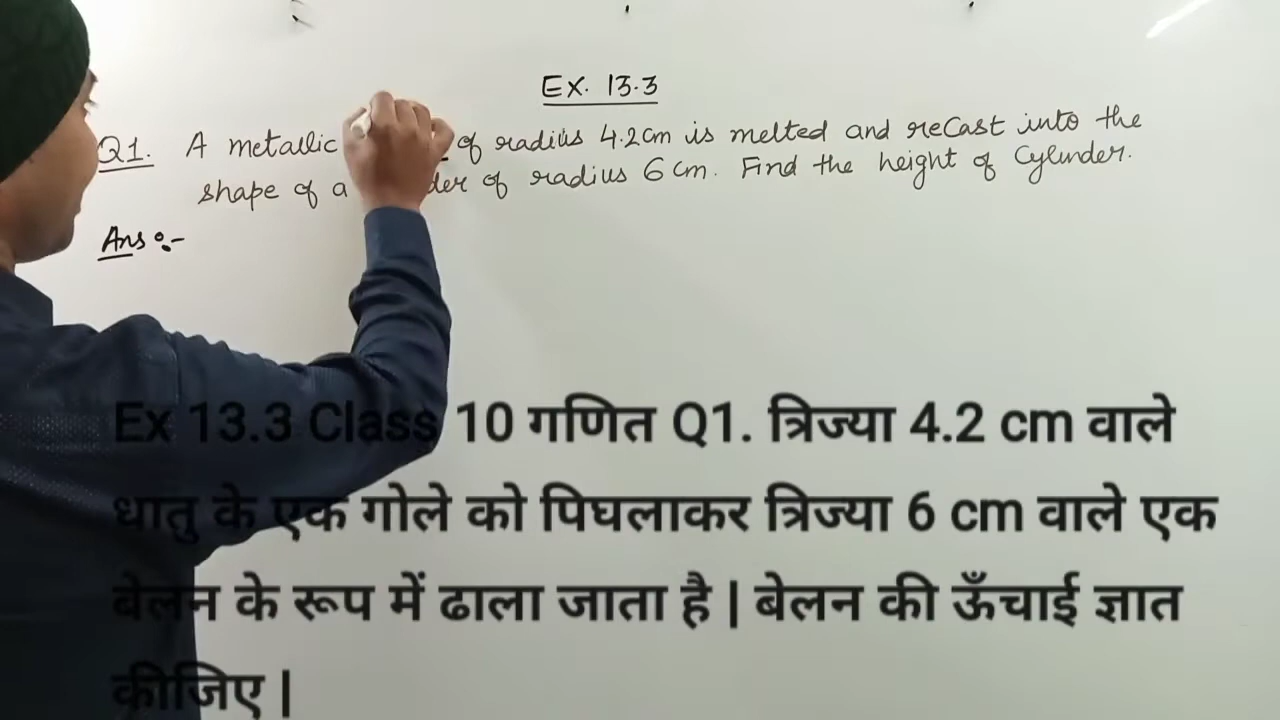 Ex. 13.3
Q1. A metallic of radius 4.2cm is melted and recast into the
shape of a der of radius 6 cm. Find the height of Cylinder.
Ans :-
Ex 13.3 Class 10 गणित Q1. त्रिज्या 4.2 cm वाले
धातु के एक गोले को पिघलाकर त्रिज्या 6 cm वाले एक
बेलन के रूप में ढाला जाता है | बेलन की ऊँचाई ज्ञात
कीजिए |